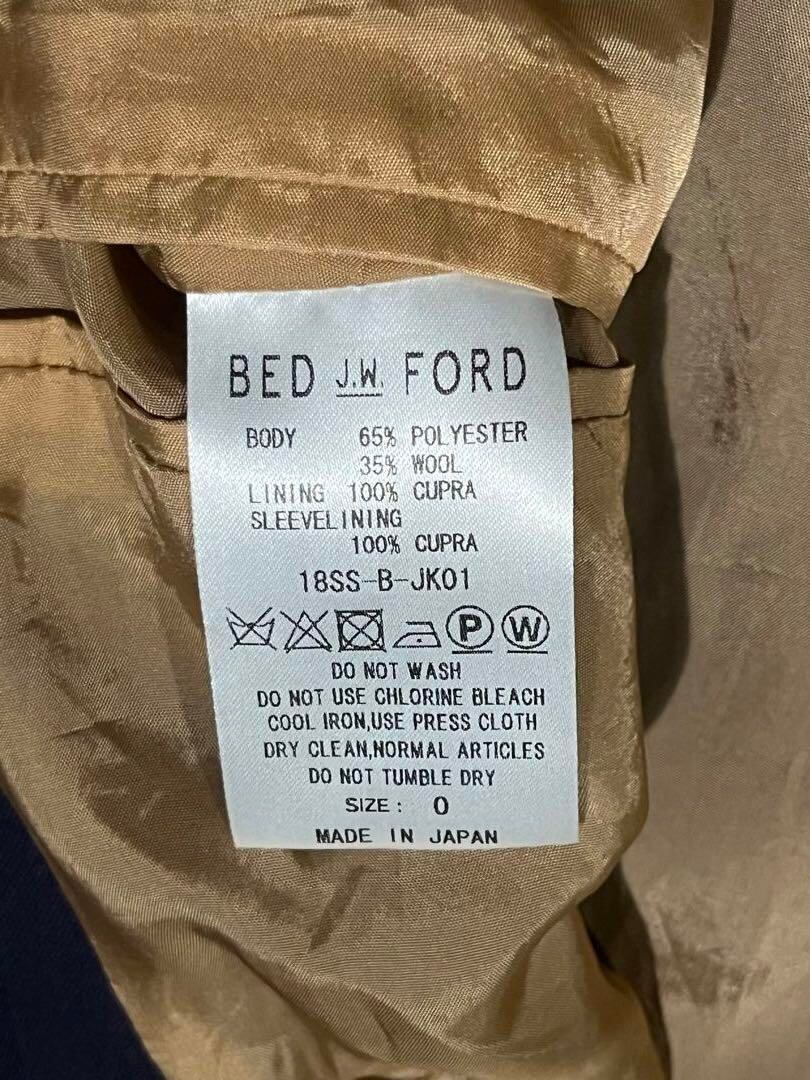 BED J.W. FORD
BODY 65% POLYESTER
35% WOOL
LINING 100% CUPRA
SLEEVELINING
100% CUPRA
18SS-B-JK01
P W
DO NOT WASH
DO NOT USE CHLORINE BLEACH
COOL IRON,USE PRESS CLOTH
DRY CLEAN,NORMAL ARTICLES
DO NOT TUMBLE DRY
SIZE : 0
MADE IN JAPAN